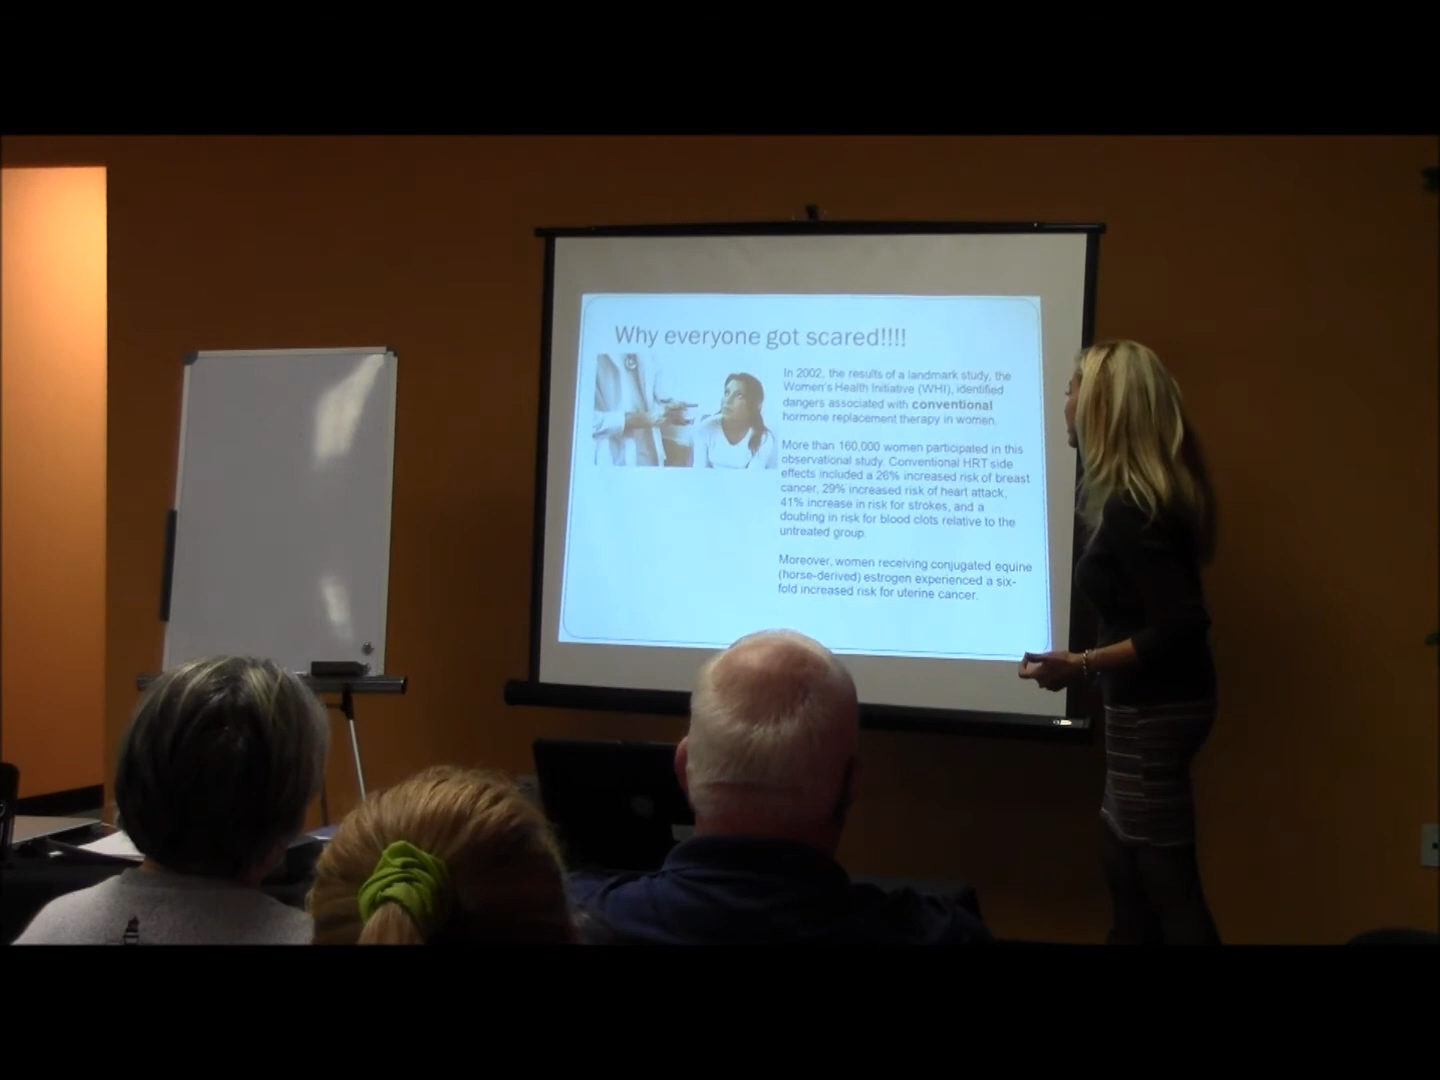 Why everyone got scared!!!!
In 2002, the results of a landmark study, the
Women's Health Initiative (WHI), identified
dangers associated with conventional
hormone replacement therapy in women.
More than 160,000 women participated in this
observational study. Conventional HRT side
effects included a 26% increased risk of breast
cancer, 29% increased risk of heart attack,
41% increase in risk for strokes, and a
doubling in risk for blood clots relative to the
untreated group.
Moreover, women receiving conjugated equine
(horse-derived) estrogen experienced a six-
fold increased risk for uterine cancer.